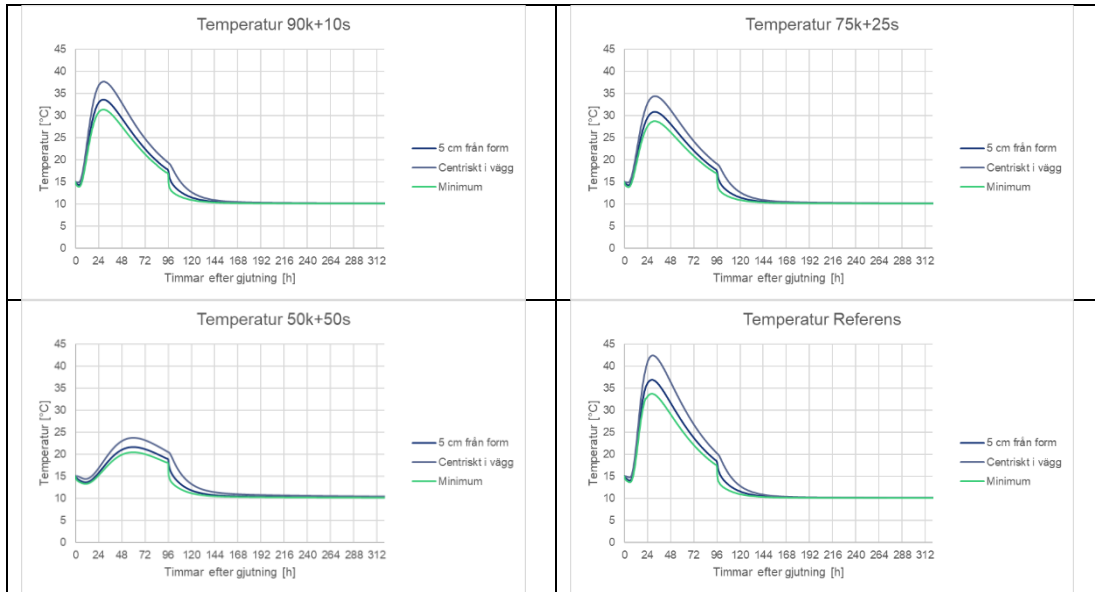 Temperatur 90k+10s
45
40
35
30
25
20
15
10
5
0
Temperatur [°C]
0 24 48 72 96 120 144 168 192 216 240 264 288 312
Timmar efter gjutning [h]
5 cm från form
Centriskt i vägg
Minimum
Temperatur 75k+25s
45
40
35
30
25
20
15
10
5
0
Temperatur [°C]
0 24 48 72 96 120 144 168 192 216 240 264 288 312
Timmar efter gjutning [h]
5 cm från form
Centriskt i vägg
Minimum
Temperatur 50k+50s
45
40
35
30
25
20
15
10
5
0
Temperatur [°C]
0 24 48 72 96 120 144 168 192 216 240 264 288 312
Timmar efter gjutning [h]
5 cm från form
Centriskt i vägg
Minimum
Temperatur Referens
45
40
35
30
25
20
15
10
5
0
Temperatur [°C]
0 24 48 72 96 120 144 168 192 216 240 264 288 312
Timmar efter gjutning [h]
5 cm från form
Centriskt i vägg
Minimum